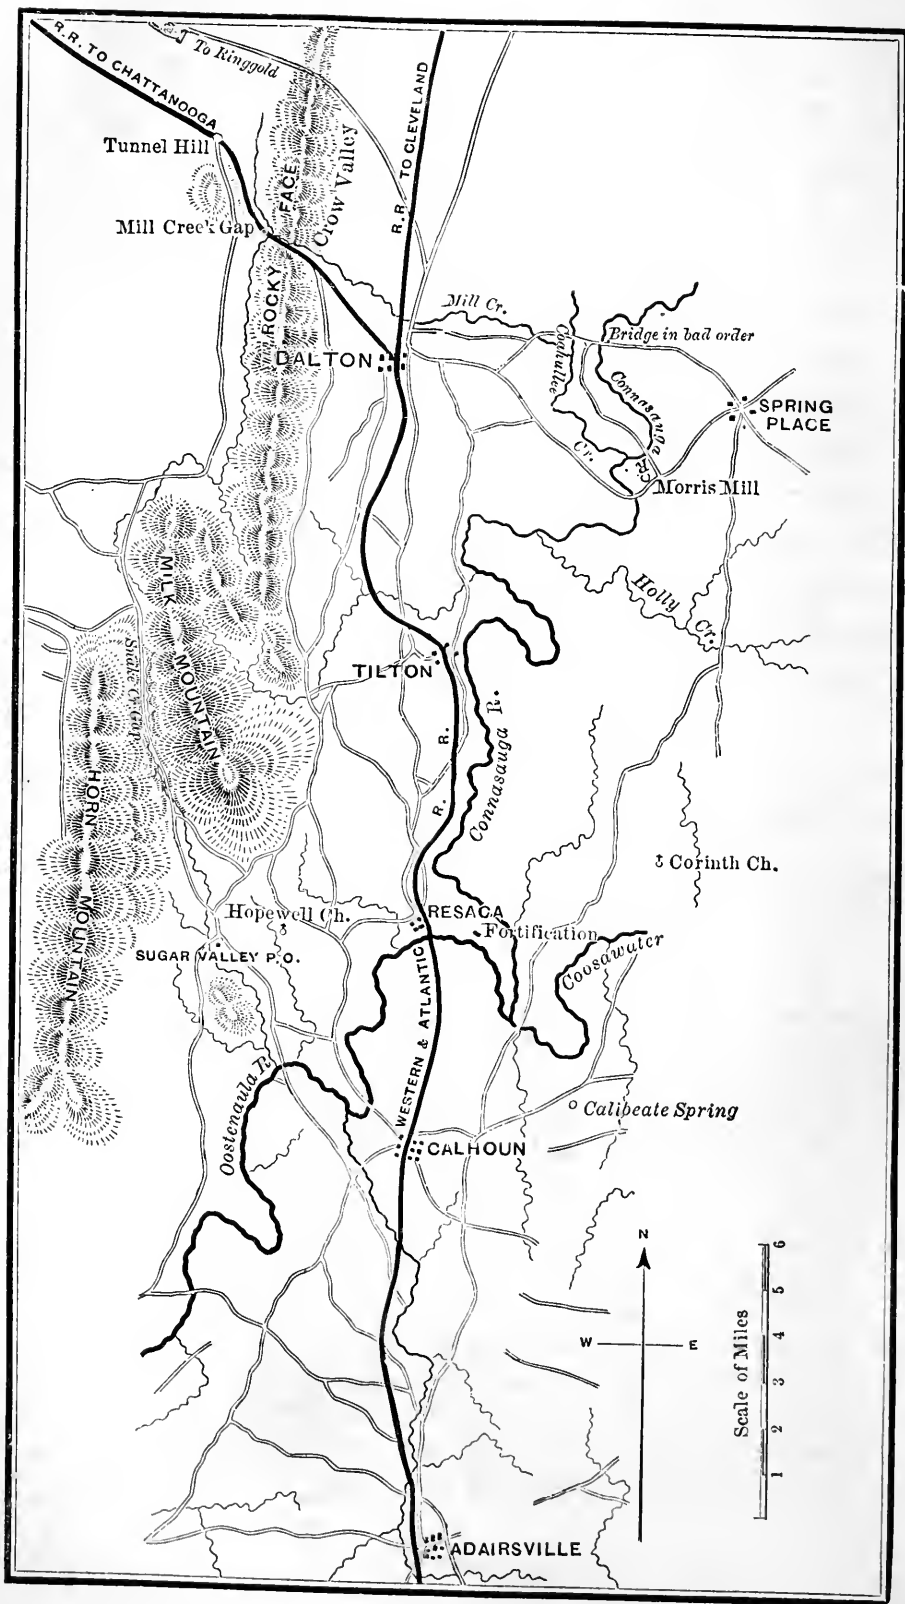 R.R. TO CHATTANOOGA
To Ringgold
R.R. TO CLEVELAND
Tunnel Hill
Crow Valley
ROCKY FACE
Mill Creek Gap
Mill Cr.
Bridge in bad order
DALTON
Coahullee Cr.
Connasauga R.
SPRING
PLACE
Morris Mill
MILK MOUNTAIN
Holly Cr.
Snake Cr. Gap
TILTON
R. R.
Connasauga R.
HORN MOUNTAIN
Corinth Ch.
Hopewell Ch.
RESACA
Fortification
SUGAR VALLEY P.O.
Coosawater
WESTERN & ATLANTIC
Oostenaula R.
Calibeate Spring
CALHOUN
N
W E
Scale of Miles
1 2 3 4 5 6
ADAIRSVILLE